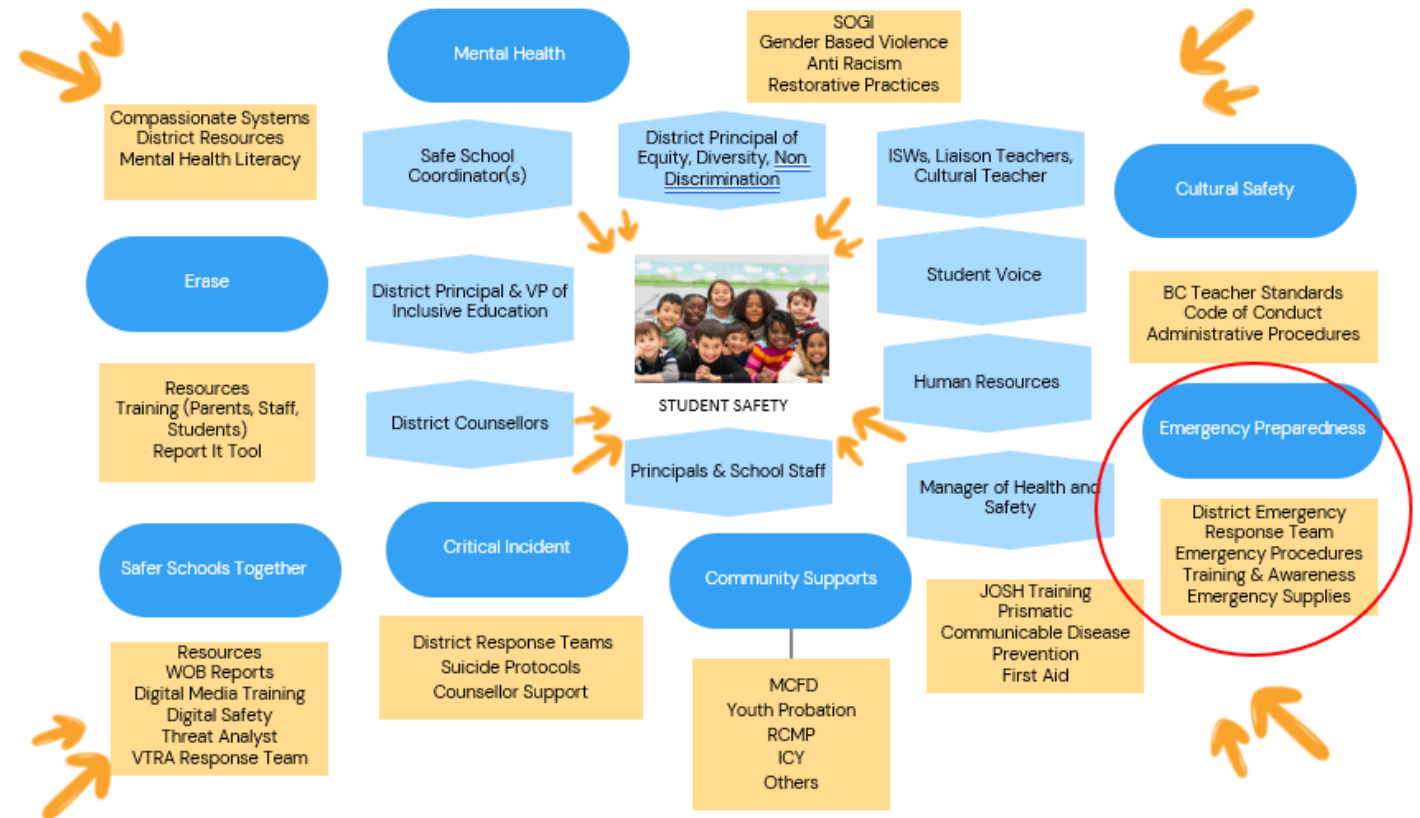 Mental Health
SOGI
Gender Based Violence
Anti Racism
Restorative Practices
Compassionate Systems
District Resources
Mental Health Literacy
Safe School
Coordinator(s)
District Principal of
Equity, Diversity, Non
Discrimination
ISWs, Liaison Teachers,
Cultural Teacher
Cultural Safety
Erase
District Principal & VP of
Inclusive Education
Student Voice
BC Teacher Standards
Code of Conduct
Administrative Procedures
Resources
Training (Parents, Staff,
Students)
Report It Tool
District Counsellors
STUDENT SAFETY
Human Resources
Emergency Preparedness
Principals & School Staff
Manager of Health and
Safety
District Emergency
Response Team
Emergency Procedures
Training & Awareness
Emergency Supplies
Safer Schools Together
Critical Incident
Community Supports
JOSH Training
Prismatic
Communicable Disease
Prevention
First Aid
Resources
WOB Reports
Digital Media Training
Digital Safety
Threat Analyst
VTRA Response Team
District Response Teams
Suicide Protocols
Counsellor Support
MCFD
Youth Probation
RCMP
ICY
Others